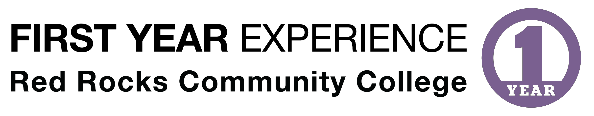 FIRST YEAR EXPERIENCE
Red Rocks Community College
1
YEAR